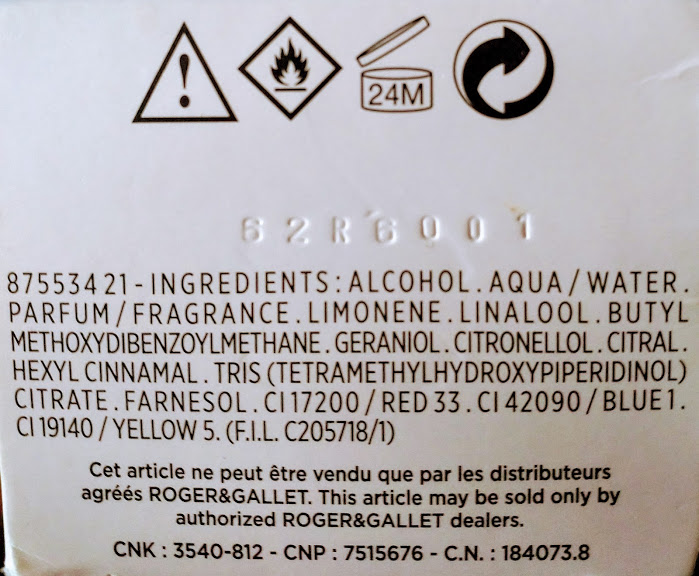 !
24M
62R6001
87553421 - INGREDIENTS : ALCOHOL . AQUA / WATER .
PARFUM / FRAGRANCE . LIMONENE . LINALOOL . BUTYL
METHOXYDIBENZOYLMETHANE . GERANIOL . CITRONELLOL . CITRAL .
HEXYL CINNAMAL . TRIS (TETRAMETHYLHYDROXYPIPERIDINOL)
CITRATE . FARNESOL . CI 17200 / RED 33 . CI 42090 / BLUE 1 .
CI 19140 / YELLOW 5. (F.I.L. C205718/1)
Cet article ne peut être vendu que par les distributeurs
agréés ROGER&GALLET. This article may be sold only by
authorized ROGER&GALLET dealers.
CNK : 3540-812 - CNP : 7515676 - C.N. : 184073.8